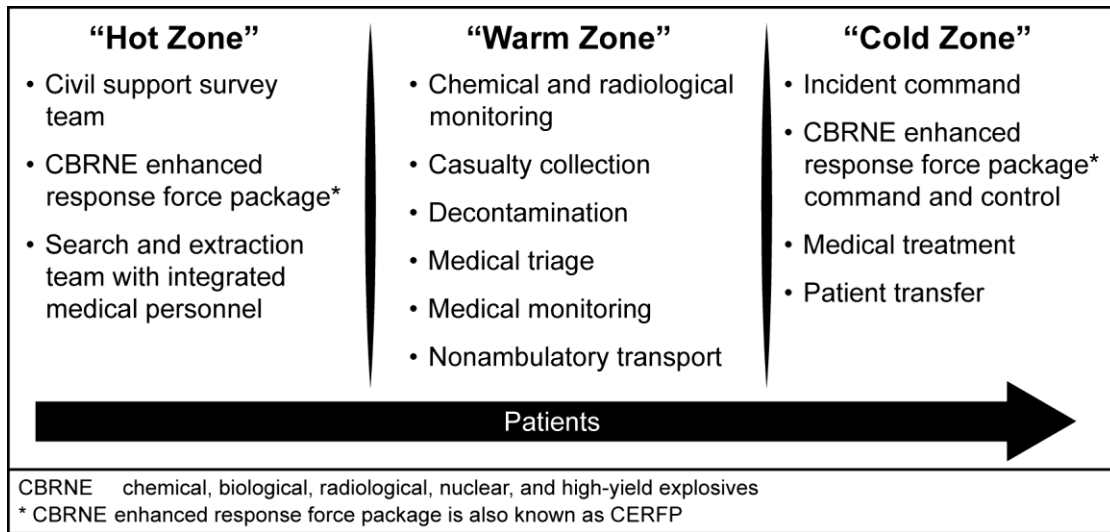 “Hot Zone”
• Civil support survey
team
• CBRNE enhanced
response force package*
• Search and extraction
team with integrated
medical personnel
“Warm Zone”
• Chemical and radiological
monitoring
• Casualty collection
• Decontamination
• Medical triage
• Medical monitoring
• Nonambulatory transport
“Cold Zone”
• Incident command
• CBRNE enhanced
response force package*
command and control
• Medical treatment
• Patient transfer
Patients
CBRNE chemical, biological, radiological, nuclear, and high-yield explosives
* CBRNE enhanced response force package is also known as CERFP